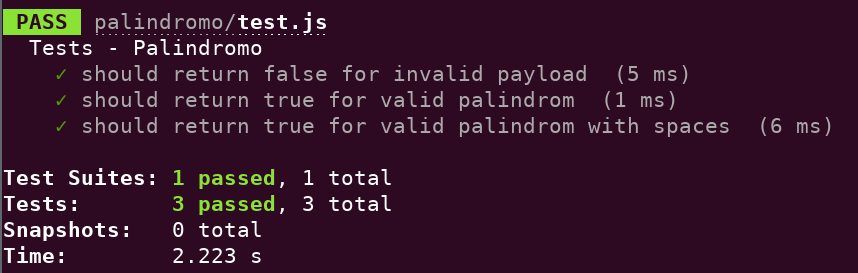 PASS palindromo/test.js
Tests - Palindromo
✓ should return false for invalid payload (5 ms)
✓ should return true for valid palindrom (1 ms)
✓ should return true for valid palindrom with spaces (6 ms)
Test Suites: 1 passed, 1 total
Tests: 3 passed, 3 total
Snapshots: 0 total
Time: 2.223 s